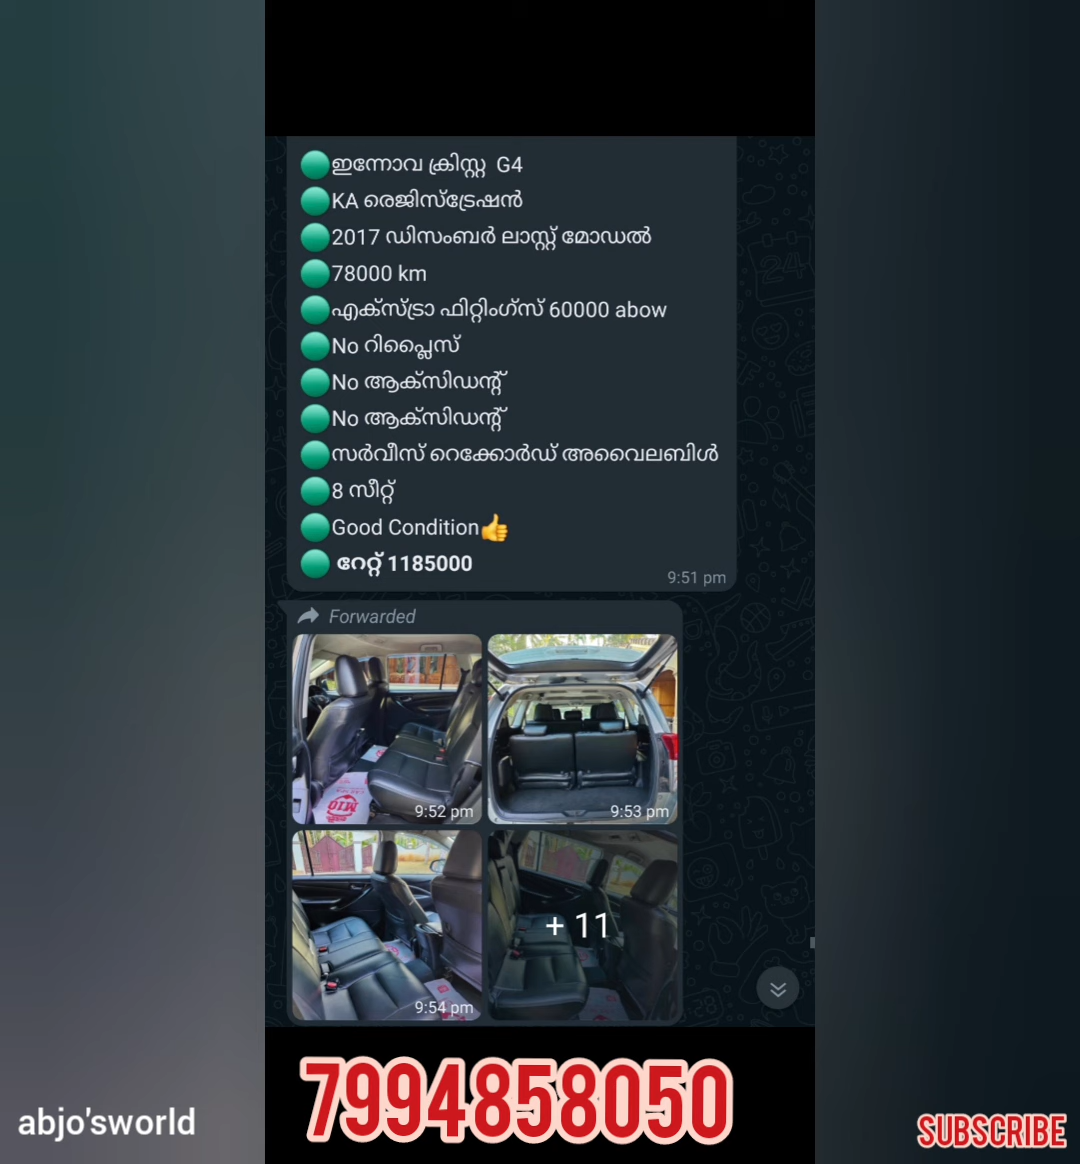 ഇന്നോവ ക്രിസ്റ്റ G4
KA രെജിസ്ട്രേഷൻ
2017 ഡിസംബർ ലാസ്റ്റ് മോഡൽ
78000 km
എക്സ്ട്രാ ഫിറ്റിംഗ്സ് 60000 abow
No റിപ്ലൈസ്
No ആക്സിഡന്റ്
No ആക്സിഡന്റ്
സർവീസ് റെക്കോർഡ് അവൈലബിൾ
8 സീറ്റ്
Good Condition👍
റേറ്റ് 1185000
9:51 pm
Forwarded
9:52 pm
9:53 pm
9:54 pm
+ 11
7994858050
abjo'sworld
SUBSCRIBE